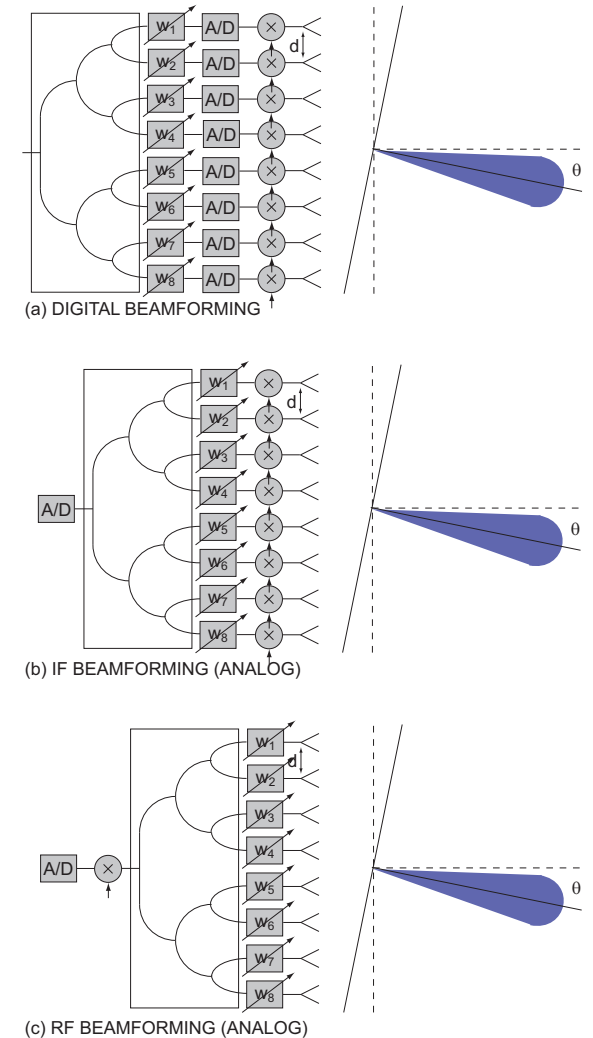 w1 A/D ×
d
w2 A/D ×
w3 A/D ×
w4 A/D ×
w5 A/D ×
w6 A/D ×
w7 A/D ×
w8 A/D ×
θ
(a) DIGITAL BEAMFORMING
w1 ×
d
w2 ×
w3 ×
w4 ×
A/D
w5 ×
w6 ×
w7 ×
w8 ×
θ
(b) IF BEAMFORMING (ANALOG)
w1
d
w2
w3
w4
A/D ×
w5
w6
w7
w8
θ
(c) RF BEAMFORMING (ANALOG)